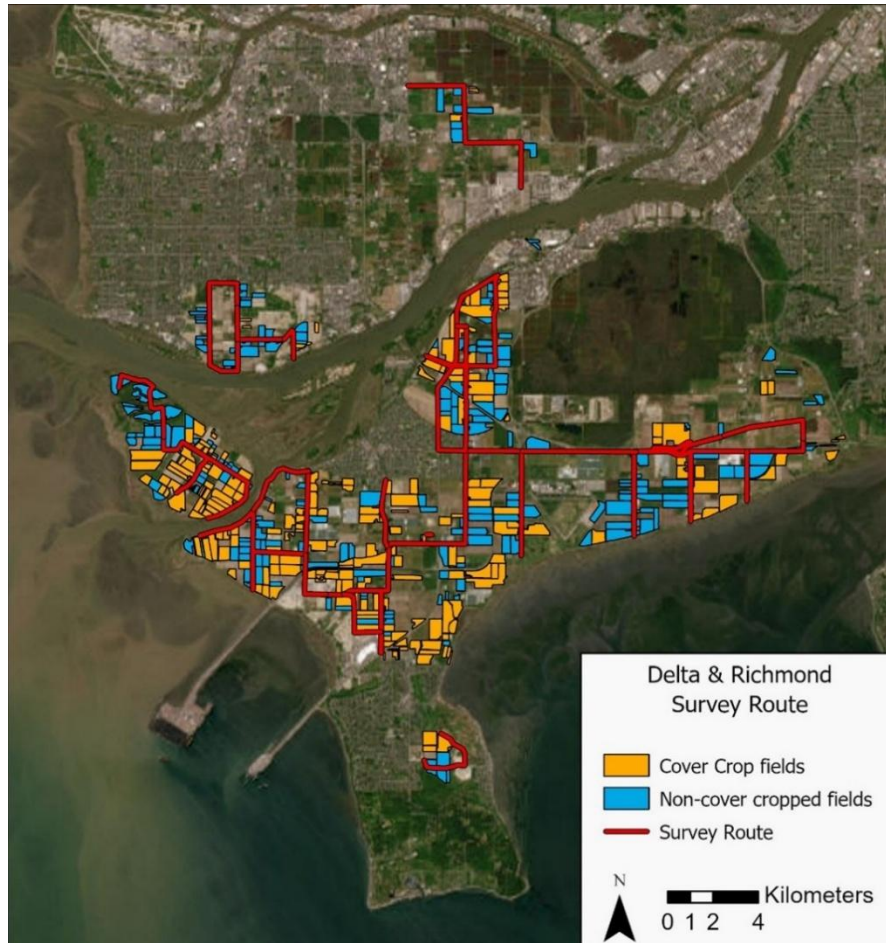 Delta & Richmond
Survey Route
Cover Crop fields
Non-cover cropped fields
Survey Route
N
Kilometers
0 1 2 4